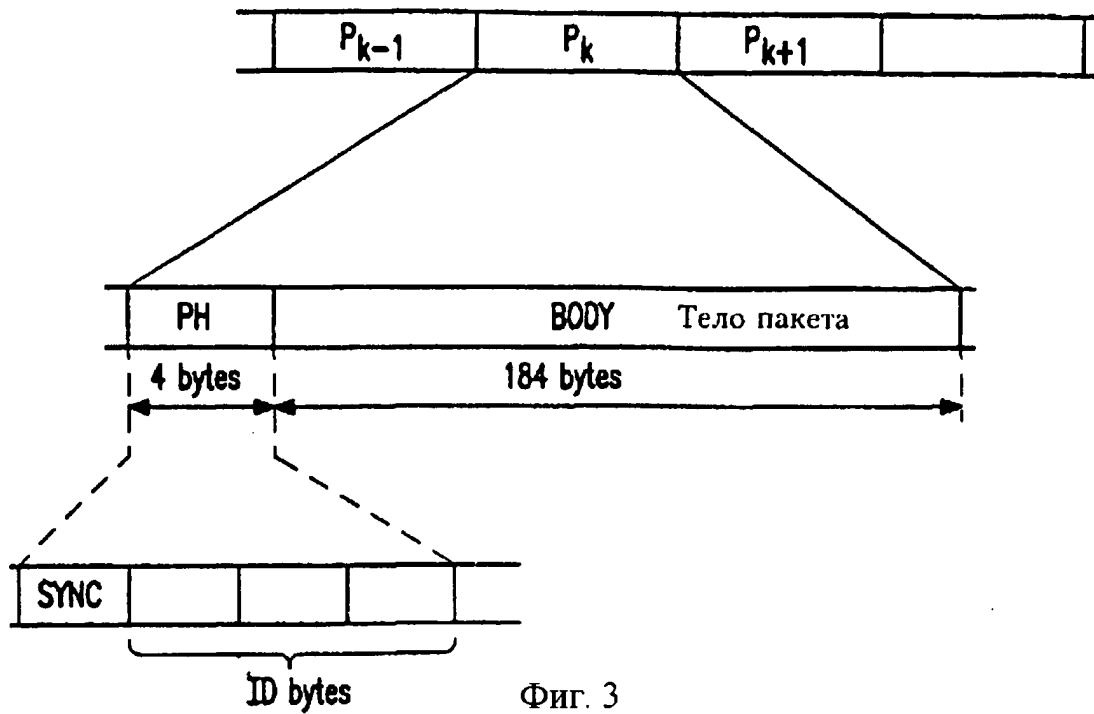 P_{k-1} P_k P_{k+1}
PH BODY Тело пакета
4 bytes 184 bytes
SYNC
ID bytes
Фиг. 3